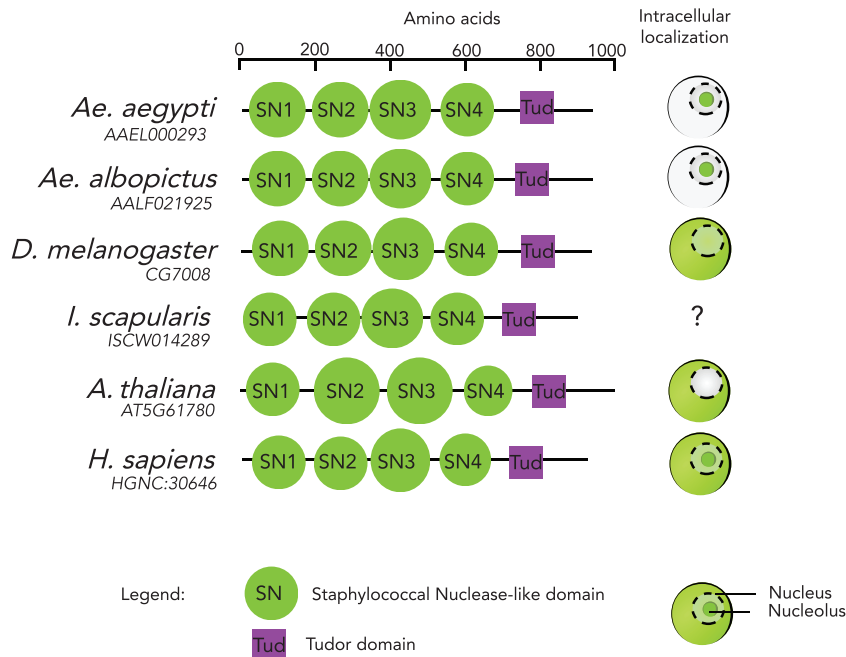 Amino acids
Intracellular
localization
0 200 400 600 800 1000
Ae. aegypti SN1 SN2 SN3 SN4 Tud
AAEL000293
Ae. albopictus SN1 SN2 SN3 SN4 Tud
AALF021925
D. melanogaster SN1 SN2 SN3 SN4 Tud
CG7008
I. scapularis SN1 SN2 SN3 SN4 Tud ?
ISCW014289
A. thaliana SN1 SN2 SN3 SN4 Tud
AT5G61780
H. sapiens SN1 SN2 SN3 SN4 Tud
HGNC:30646
Legend: SN Staphylococcal Nuclease-like domain
Nucleus
Nucleolus
Tud Tudor domain